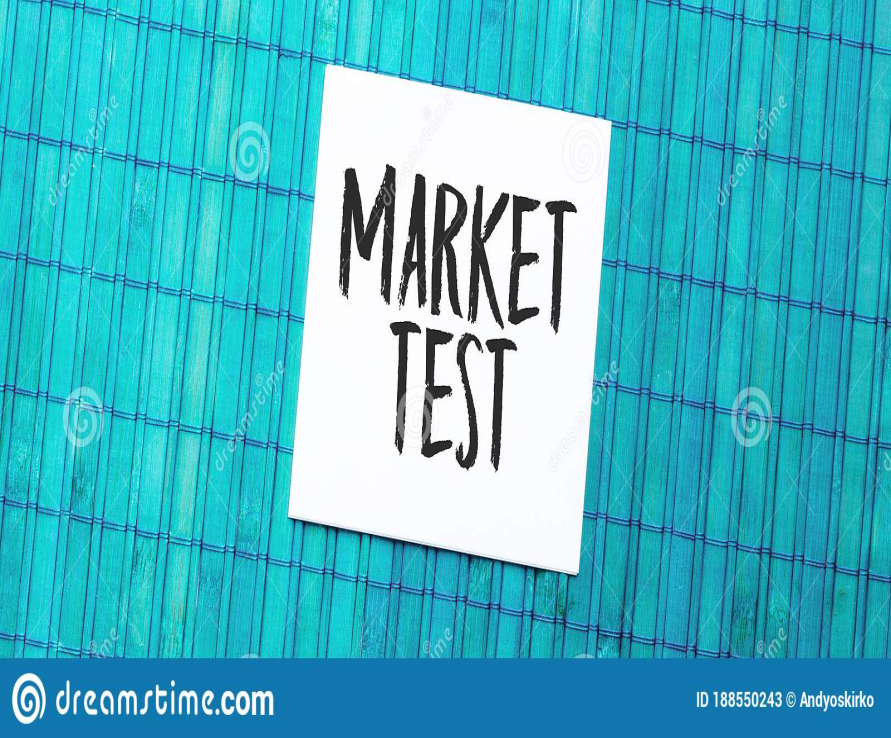 MARKET
TEST
dreamstime.com
ID 188550243 © Andyoskirko